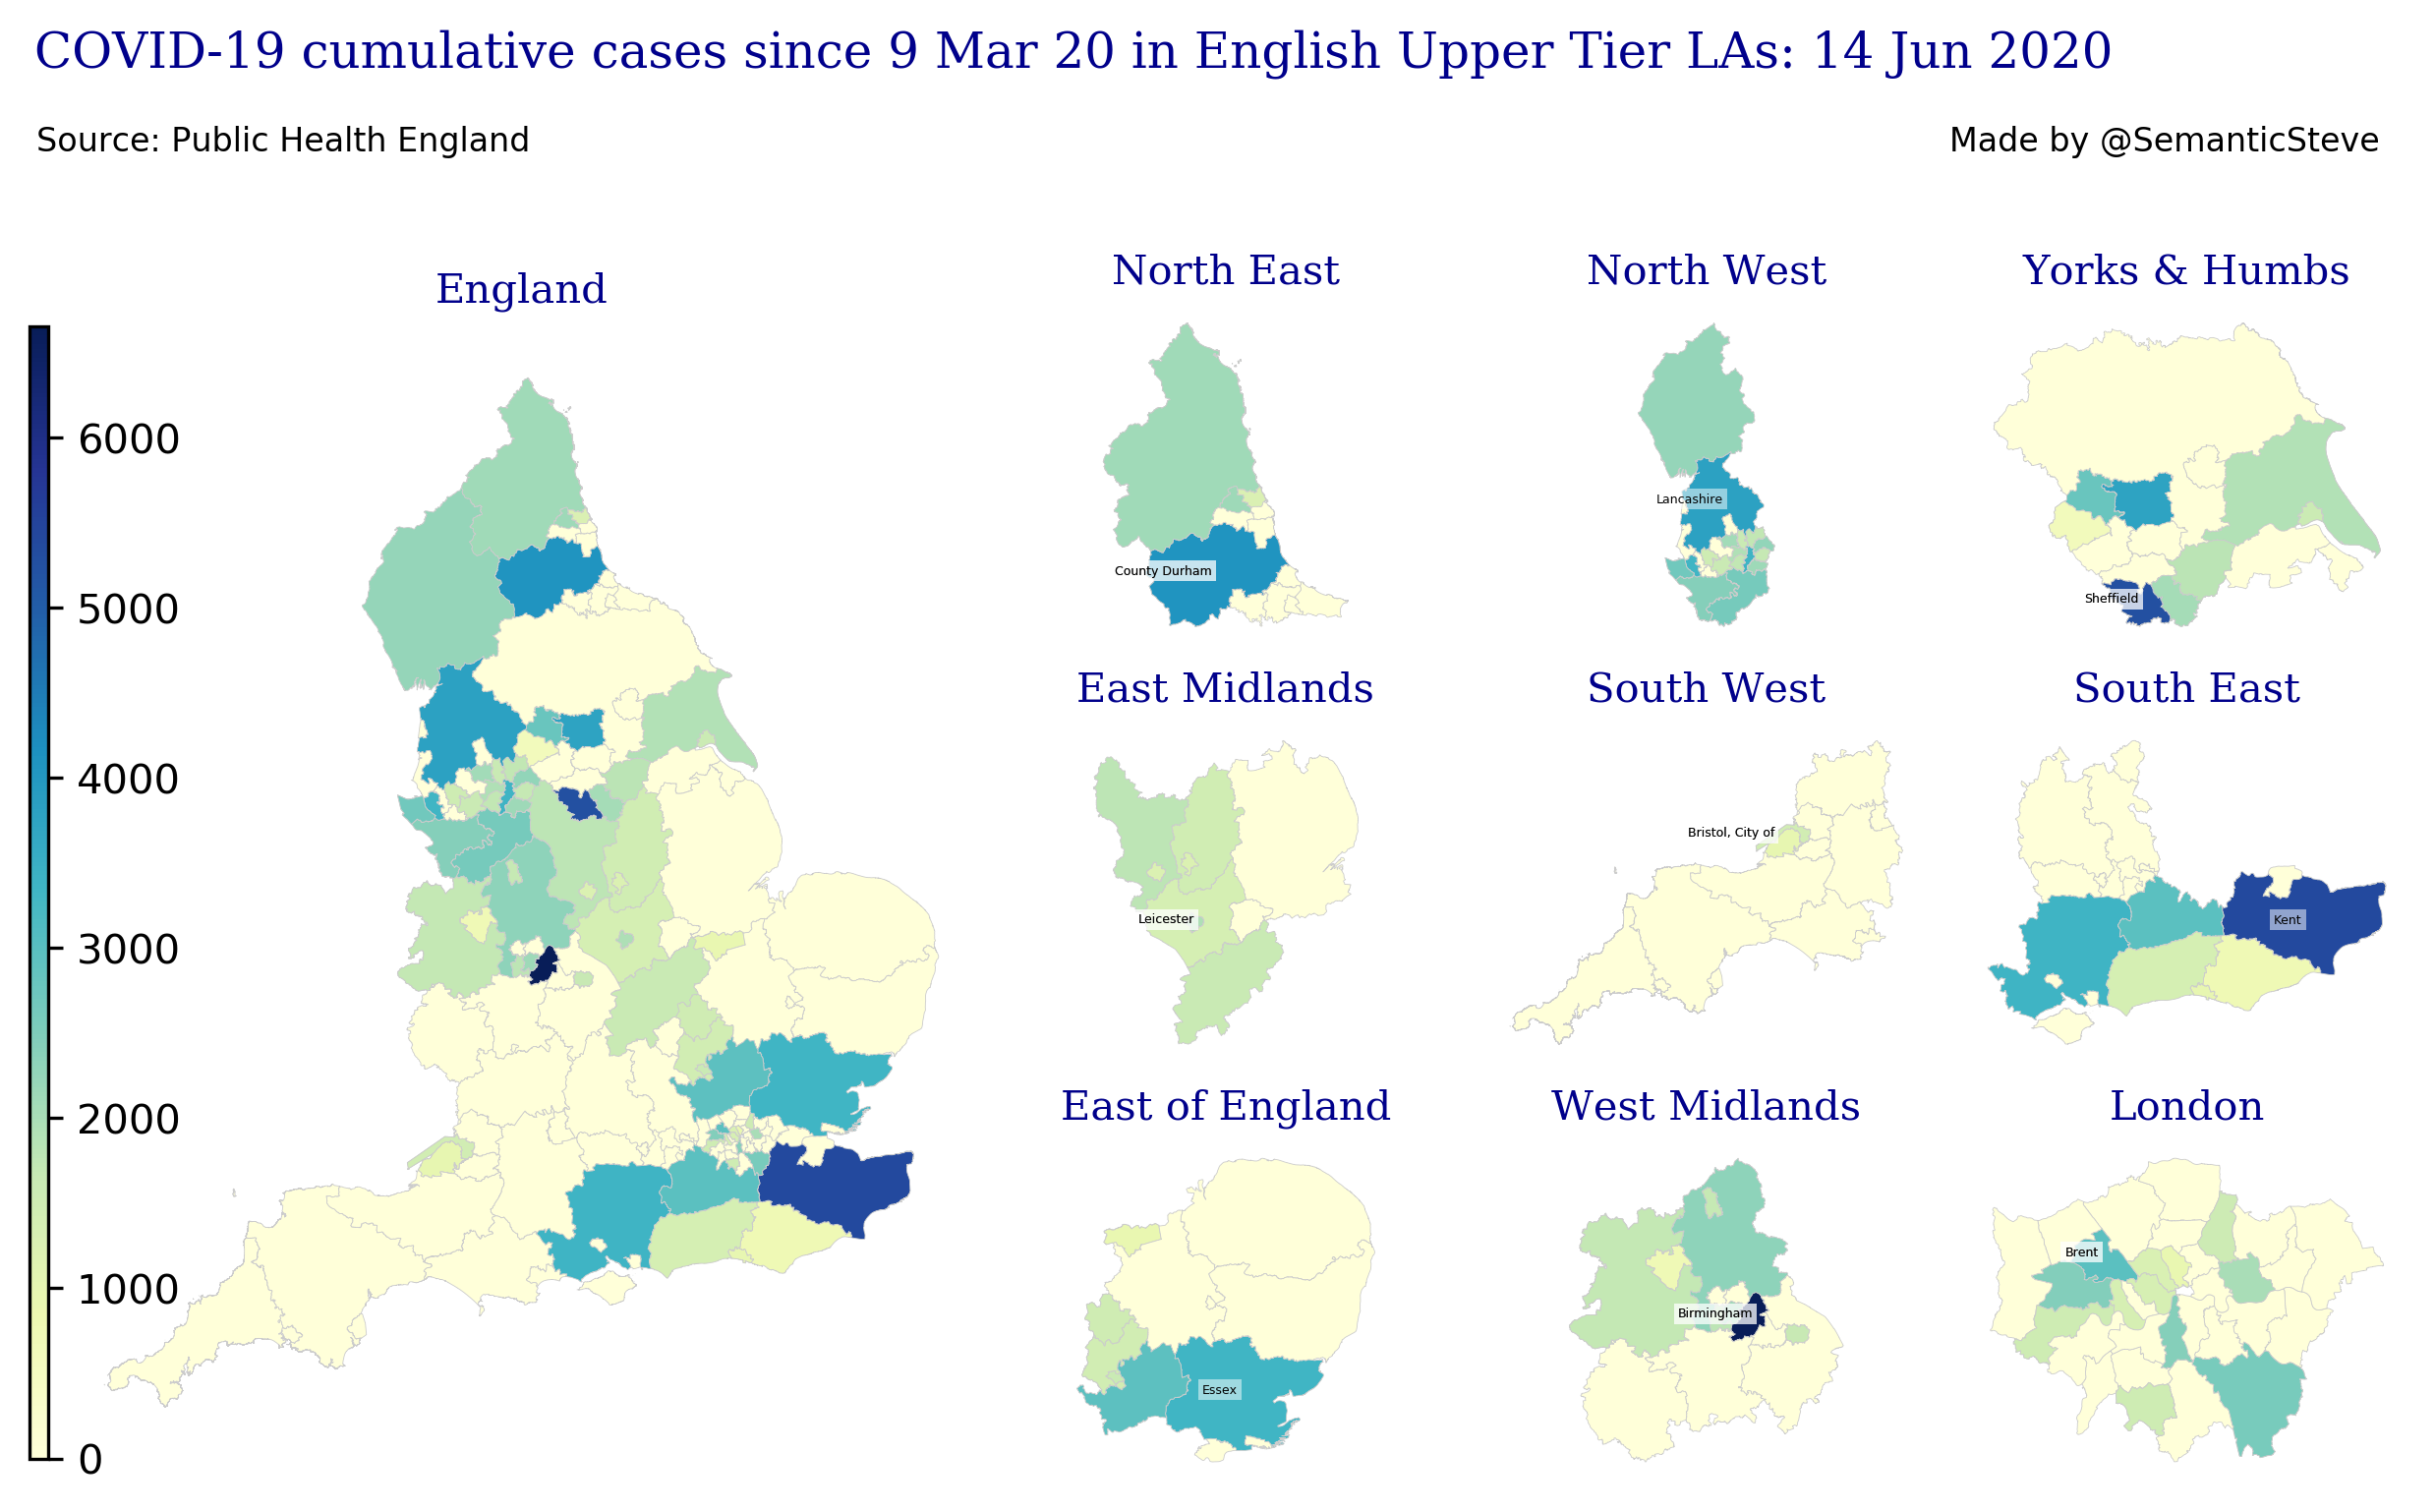 COVID-19 cumulative cases since 9 Mar 20 in English Upper Tier LAs: 14 Jun 2020
Source: Public Health England
Made by @SemanticSteve
England
6000
5000
4000
3000
2000
1000
0
North East
County Durham
North West
Lancashire
Yorks & Humbs
Sheffield
East Midlands
Leicester
South West
Bristol, City of
South East
Kent
East of England
Essex
West Midlands
Birmingham
London
Brent